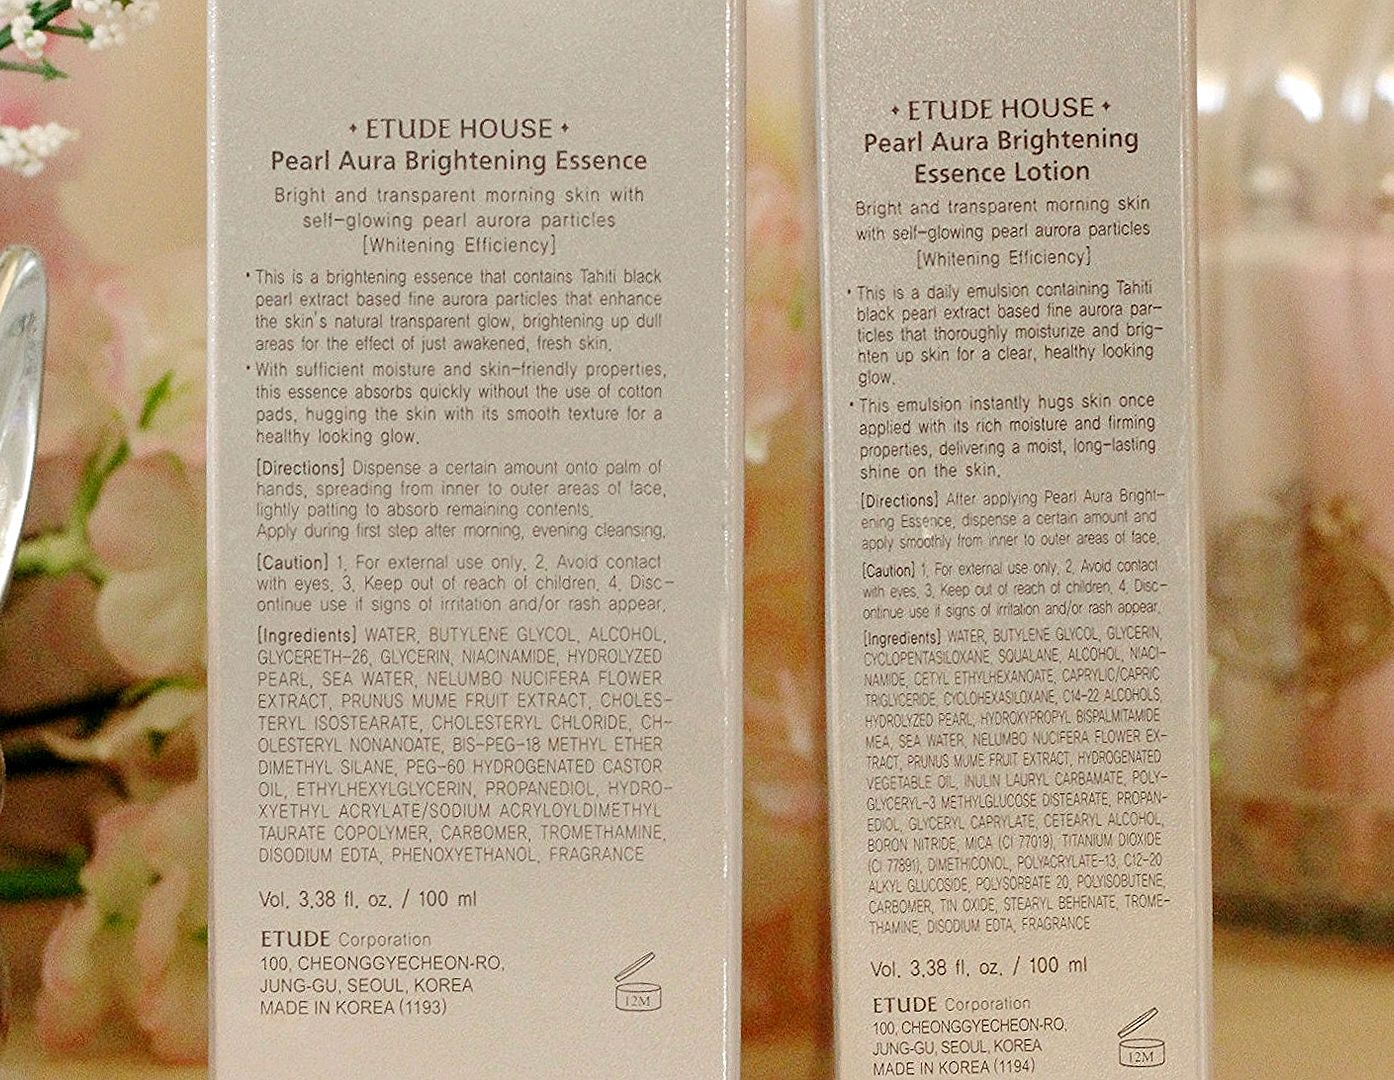 ✦ ETUDE HOUSE ✦
Pearl Aura Brightening Essence
Bright and transparent morning skin with
self-glowing pearl aurora particles
[Whitening Efficiency]
• This is a brightening essence that contains Tahiti black
pearl extract based fine aurora particles that enhance
the skin's natural transparent glow, brightening up dull
areas for the effect of just awakened, fresh skin.
• With sufficient moisture and skin-friendly properties,
this essence absorbs quickly without the use of cotton
pads, hugging the skin with its smooth texture for a
healthy looking glow.
[Directions] Dispense a certain amount onto palm of
hands, spreading from inner to outer areas of face,
lightly patting to absorb remaining contents.
Apply during first step after morning, evening cleansing.
[Caution] 1. For external use only. 2. Avoid contact
with eyes. 3. Keep out of reach of children. 4. Disc-
ontinue use if signs of irritation and/or rash appear.
[Ingredients] WATER, BUTYLENE GLYCOL, ALCOHOL,
GLYCERETH-26, GLYCERIN, NIACINAMIDE, HYDROLYZED
PEARL, SEA WATER, NELUMBO NUCIFERA FLOWER
EXTRACT, PRUNUS MUME FRUIT EXTRACT, CHOLES-
TERYL ISOSTEARATE, CHOLESTERYL CHLORIDE, CH-
OLESTERYL NONANOATE, BIS-PEG-18 METHYL ETHER
DIMETHYL SILANE, PEG-60 HYDROGENATED CASTOR
OIL, ETHYLHEXYLGLYCERIN, PROPANEDIOL, HYDRO-
XYETHYL ACRYLATE/SODIUM ACRYLOYLDIMETHYL
TAURATE COPOLYMER, CARBOMER, TROMETHAMINE,
DISODIUM EDTA, PHENOXYETHANOL, FRAGRANCE
Vol. 3.38 fl. oz. / 100 ml
ETUDE Corporation
100, CHEONGGYECHEON-RO,
JUNG-GU, SEOUL, KOREA
MADE IN KOREA (1193)
12M
✦ ETUDE HOUSE ✦
Pearl Aura Brightening
Essence Lotion
Bright and transparent morning skin
with self-glowing pearl aurora particles
[Whitening Efficiency]
• This is a daily emulsion containing Tahiti
black pearl extract based fine aurora par-
ticles that thoroughly moisturize and brig-
hten up skin for a clear, healthy looking
glow.
• This emulsion instantly hugs skin once
applied with its rich moisture and firming
properties, delivering a moist, long-lasting
shine on the skin.
[Directions] After applying Pearl Aura Bright-
ening Essence, dispense a certain amount and
apply smoothly from inner to outer areas of face.
[Caution] 1. For external use only. 2. Avoid contact
with eyes. 3. Keep out of reach of children. 4. Disc-
ontinue use if signs of irritation and/or rash appear.
[Ingredients] WATER, BUTYLENE GLYCOL, GLYCERIN,
CYCLOPENTASILOXANE, SQUALANE, ALCOHOL, NIACI-
NAMIDE, CETYL ETHYLHEXANOATE, CAPRYLIC/CAPRIC
TRIGLYCERIDE, CYCLOHEXASILOXANE, C14-22 ALCOHOLS,
HYDROLYZED PEARL, HYDROXYPROPYL BISPALMITAMIDE
MEA, SEA WATER, NELUMBO NUCIFERA FLOWER EX-
TRACT, PRUNUS MUME FRUIT EXTRACT, HYDROGENATED
VEGETABLE OIL, INULIN LAURYL CARBAMATE, POLY-
GLYCERYL-3 METHYLGLUCOSE DISTEARATE, PROPAN-
EDIOL, GLYCERYL CAPRYLATE, CETEARYL ALCOHOL,
BORON NITRIDE, MICA (CI 77019), TITANIUM DIOXIDE
(CI 77891), DIMETHICONOL, POLYACRYLATE-13, C12-20
ALKYL GLUCOSIDE, POLYSORBATE 20, POLYISOBUTENE,
CARBOMER, TIN OXIDE, STEARYL BEHENATE, TROME-
THAMINE, DISODIUM EDTA, FRAGRANCE
Vol. 3.38 fl. oz. / 100 ml
ETUDE Corporation
100, CHEONGGYECHEON-RO,
JUNG-GU, SEOUL, KOREA
MADE IN KOREA (1194)
12M